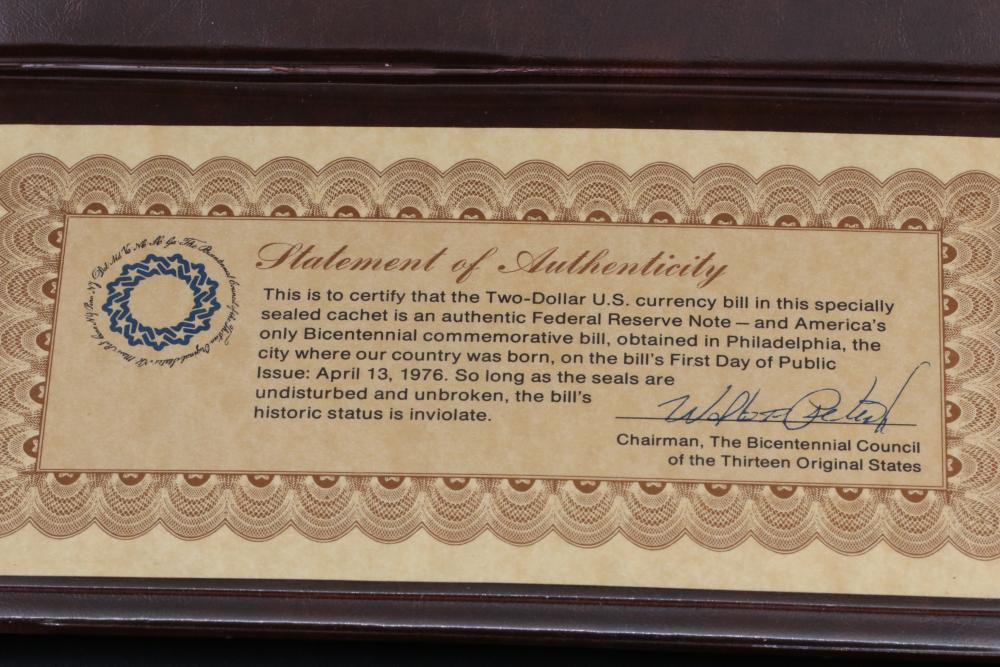 Statement of Authenticity
This is to certify that the Two-Dollar U.S. currency bill in this specially
sealed cachet is an authentic Federal Reserve Note — and America's
only Bicentennial commemorative bill, obtained in Philadelphia, the
city where our country was born, on the bill's First Day of Public
Issue: April 13, 1976. So long as the seals are
undisturbed and unbroken, the bill's
historic status is inviolate.
Chairman, The Bicentennial Council
of the Thirteen Original States